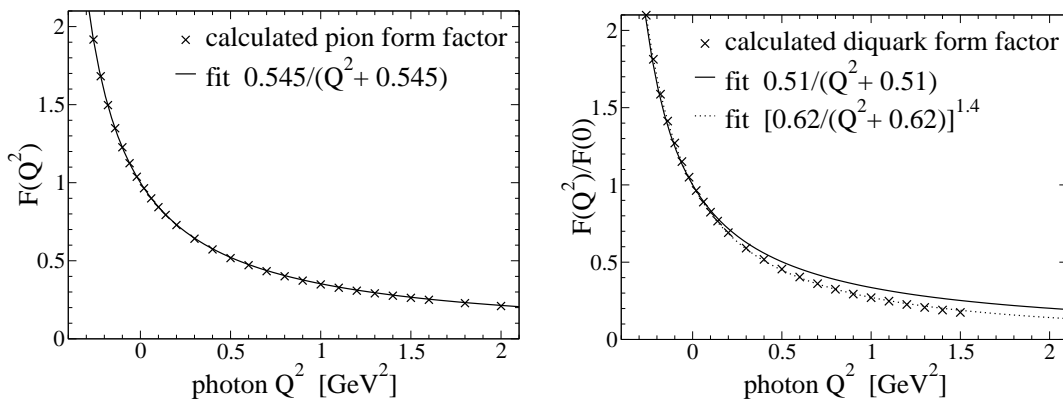 calculated pion form factor
fit 0.545/(Q² + 0.545)
F(Q²)
2
1.5
1
0.5
0
0 0.5 1 1.5 2
photon Q² [GeV²]
calculated diquark form factor
fit 0.51/(Q² + 0.51)
fit [0.62/(Q² + 0.62)]^1.4
F(Q²)/F(0)
2
1.5
1
0.5
0
0 0.5 1 1.5 2
photon Q² [GeV²]